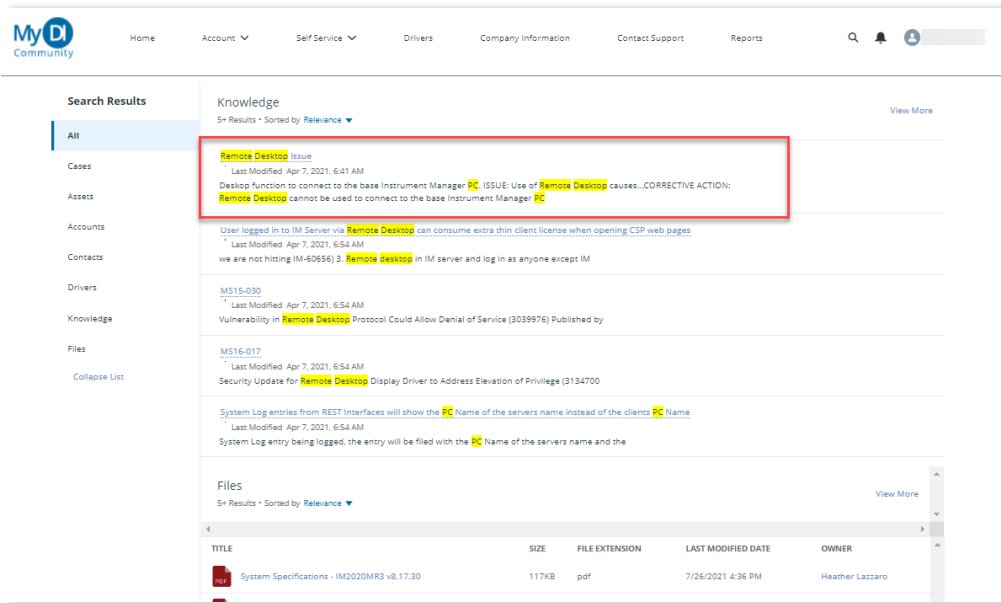 My DI
Community
Home
Account
Self Service
Drivers
Company Information
Contact Support
Reports
Search Results
All
Cases
Assets
Accounts
Contacts
Drivers
Knowledge
Files
Collapse List
Knowledge
5+ Results • Sorted by Relevance
View More
Remote Desktop Issue
Last Modified Apr 7, 2021, 6:41 AM
Deskop function to connect to the base Instrument Manager PC. ISSUE: Use of Remote Desktop causes...CORRECTIVE ACTION:
Remote Desktop cannot be used to connect to the base Instrument Manager PC
User logged in to IM Server via Remote Desktop can consume extra thin client license when opening CSP web pages
Last Modified Apr 7, 2021, 6:54 AM
we are not hitting IM-60656) 3. Remote desktop in IM server and log in as anyone except IM
MS15-030
Last Modified Apr 7, 2021, 6:54 AM
Vulnerability in Remote Desktop Protocol Could Allow Denial of Service (3039976) Published by
MS16-017
Last Modified Apr 7, 2021, 6:54 AM
Security Update for Remote Desktop Display Driver to Address Elevation of Privilege (3134700
System Log entries from REST Interfaces will show the PC Name of the servers name instead of the clients PC Name
Last Modified Apr 7, 2021, 6:54 AM
System Log entry being logged, the entry will be filed with the PC Name of the servers name and the
Files
5+ Results • Sorted by Relevance
View More
TITLE SIZE FILE EXTENSION LAST MODIFIED DATE OWNER
PDF System Specifications - IM2020MR3 v8.17.30 117KB pdf 7/26/2021 4:36 PM Heather Lazzaro